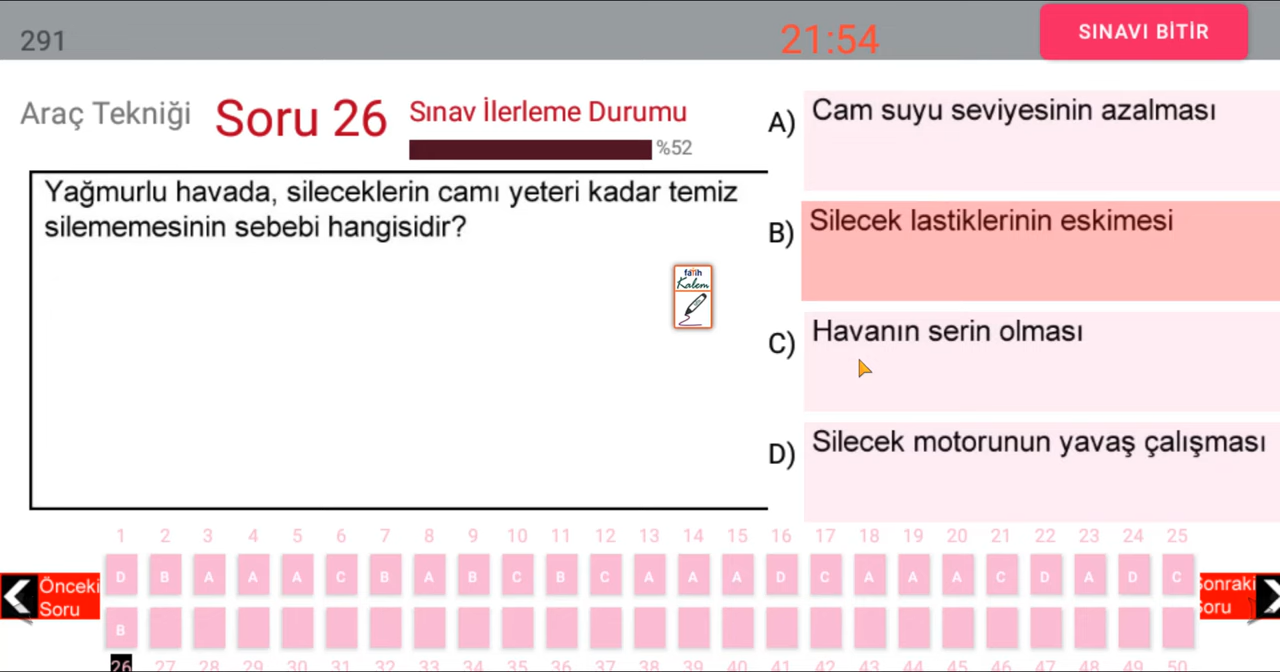 291
21:54
SINAVI BİTİR
Araç Tekniği
Soru 26
Sınav İlerleme Durumu
%52
Yağmurlu havada, sileceklerin camı yeteri kadar temiz
silememesinin sebebi hangisidir?
fatih
Kalem
A) Cam suyu seviyesinin azalması
B) Silecek lastiklerinin eskimesi
C) Havanın serin olması
D) Silecek motorunun yavaş çalışması
1 2 3 4 5 6 7 8 9 10 11 12 13 14 15 16 17 18 19 20 21 22 23 24 25
D B A A A C B A B C B C A A A D C A A A C D A D C
B
26 27 28 29 30 31 32 33 34 35 36 37 38 39 40 41 42 43 44 45 46 47 48 49 50
Önceki
Soru
Sonraki
Soru